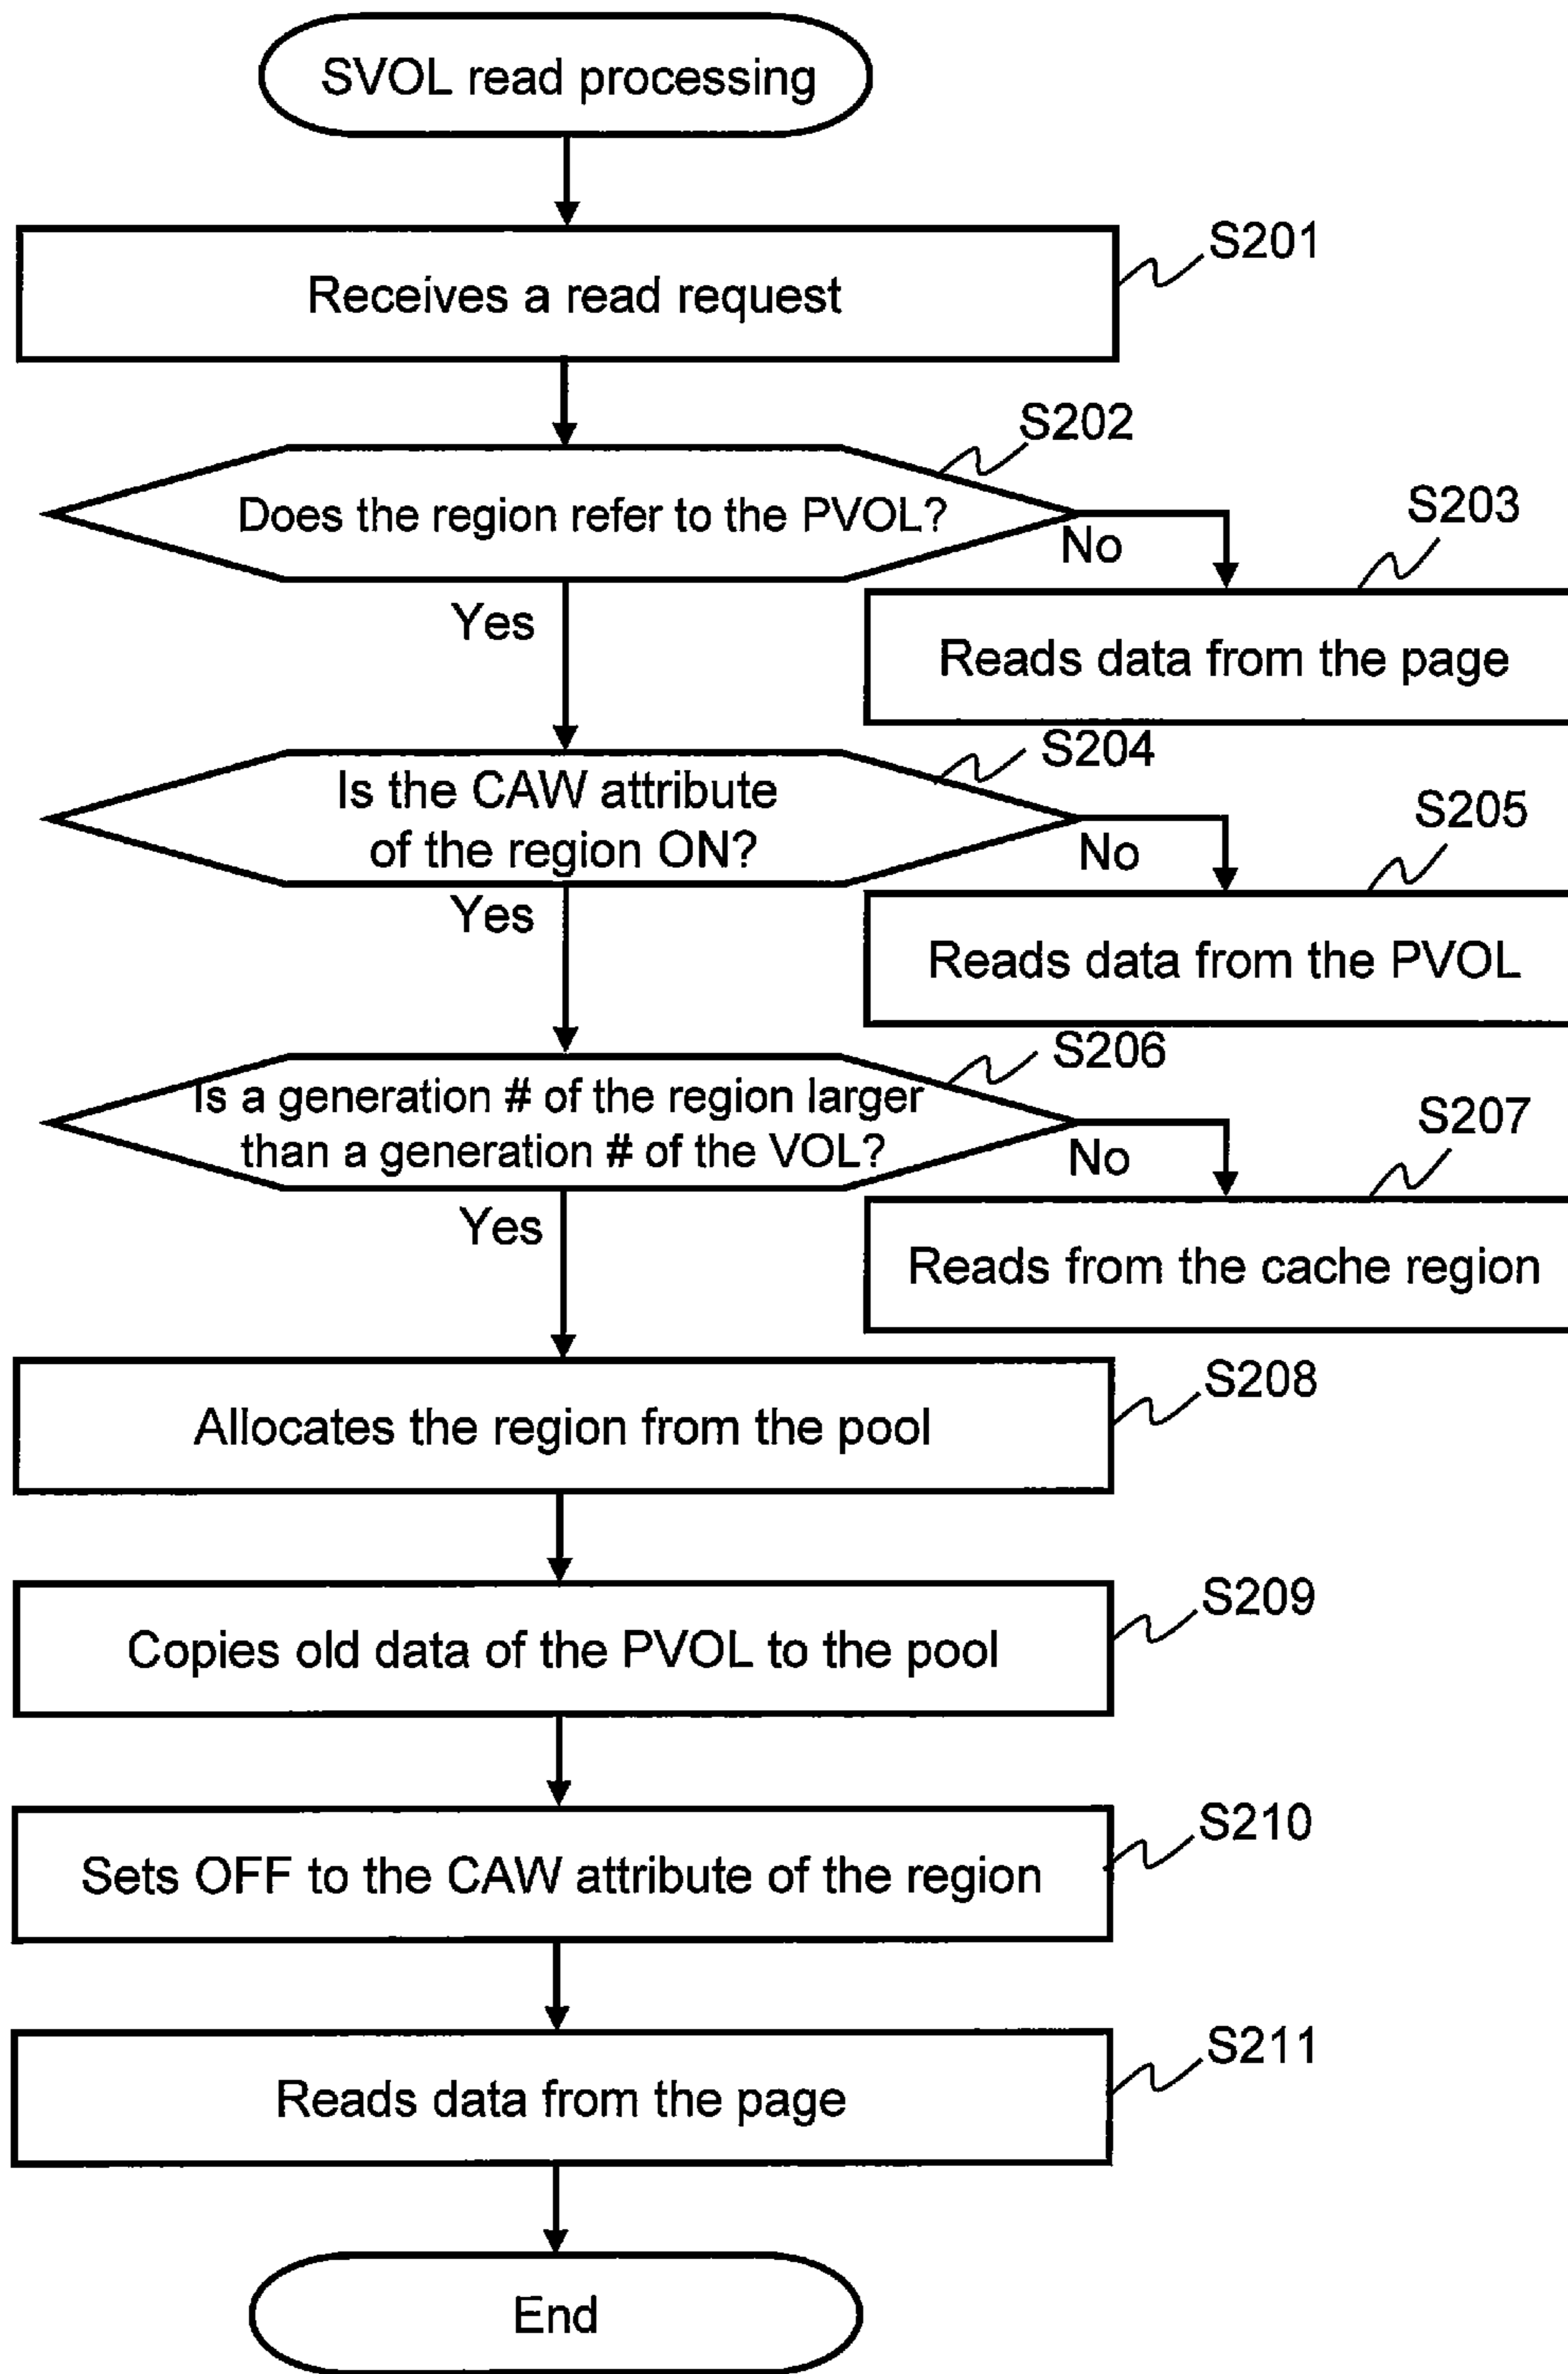 SVOL read processing
S201
Receives a read request
S202
Does the region refer to the PVOL?
No
S203
Yes
Reads data from the page
S204
Is the CAW attribute
of the region ON?
No
S205
Yes
Reads data from the PVOL
S206
Is a generation # of the region larger
than a generation # of the VOL?
No
S207
Yes
Reads from the cache region
S208
Allocates the region from the pool
S209
Copies old data of the PVOL to the pool
S210
Sets OFF to the CAW attribute of the region
S211
Reads data from the page
End